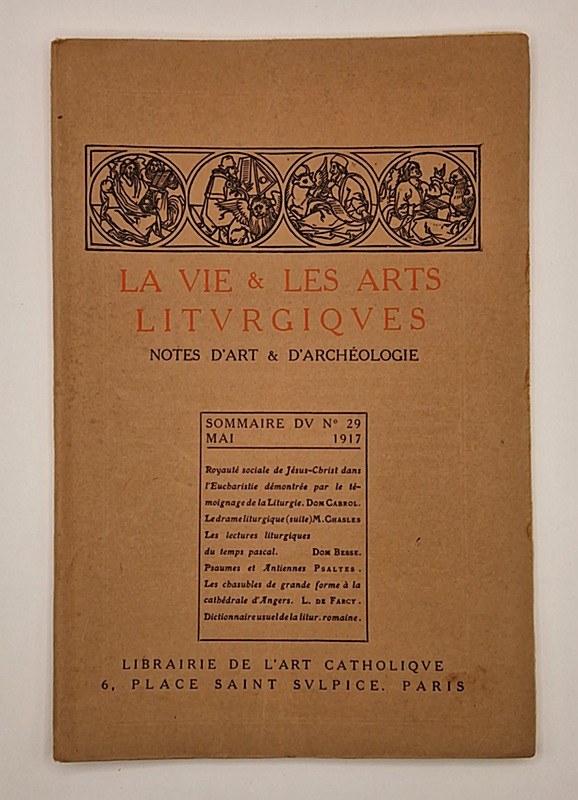 LA VIE & LES ARTS
LITVRGIQVES
NOTES D'ART & D'ARCHÉOLOGIE
SOMMAIRE DV Nº 29
MAI 1917
Royauté sociale de Jésus-Christ dans
l'Eucharistie démontrée par le té-
moignage de la Liturgie. DOM CABROL.
Le drame liturgique (suite) M. CHASLES
Les lectures liturgiques
du temps pascal. DOM BESSE.
Psaumes et Antiennes PSALTES.
Les chasubles de grande forme à la
cathédrale d'Angers. L. DE FARCY.
Dictionnaire usuel de la litur. romaine.
LIBRAIRIE DE L'ART CATHOLIQVE
6, PLACE SAINT SVLPICE. PARIS